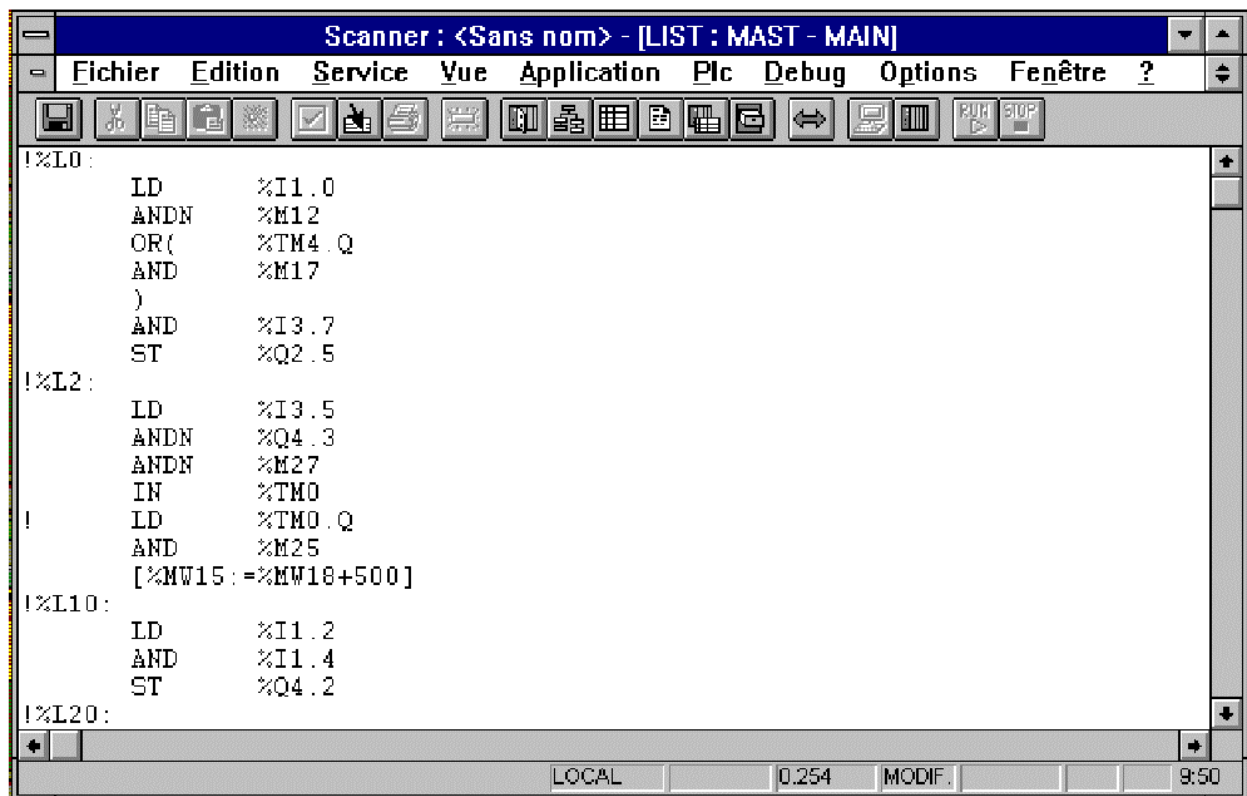 Scanner : <Sans nom> - [LIST : MAST - MAIN]
Fichier Edition Service Vue Application Plc Debug Options Fenêtre ?
RUN STOP
!%L0:
LD %I1.0
ANDN %M12
OR( %TM4.Q
AND %M17
)
AND %I3.7
ST %Q2.5
!%L2:
LD %I3.5
ANDN %Q4.3
ANDN %M27
IN %TM0
! LD %TM0.Q
AND %M25
[%MW15:=%MW18+500]
!%L10:
LD %I1.2
AND %I1.4
ST %Q4.2
!%L20:
LOCAL 0.254 MODIF. 9:50